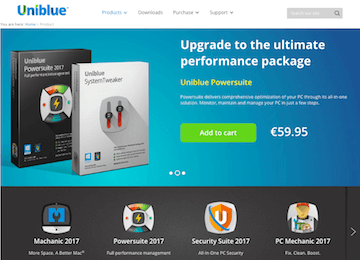 Uniblue
Products
Downloads
Purchase
Support
You are here: Home > Product
Upgrade to the ultimate
performance package
Uniblue Powersuite
Powersuite delivers comprehensive optimization of your PC through its all-in-one
solution. Monitor, maintain and manage your PC in just a few steps.
Add to cart
€59.95
Uniblue
Powersuite 2017
Full performance management
Uniblue
SystemTweaker
Machanic 2017
More Space. A Better Mac
Powersuite 2017
Full performance management
Security Suite 2017
All-In-One PC Security
PC Mechanic 2017
Fix. Clean. Boost.